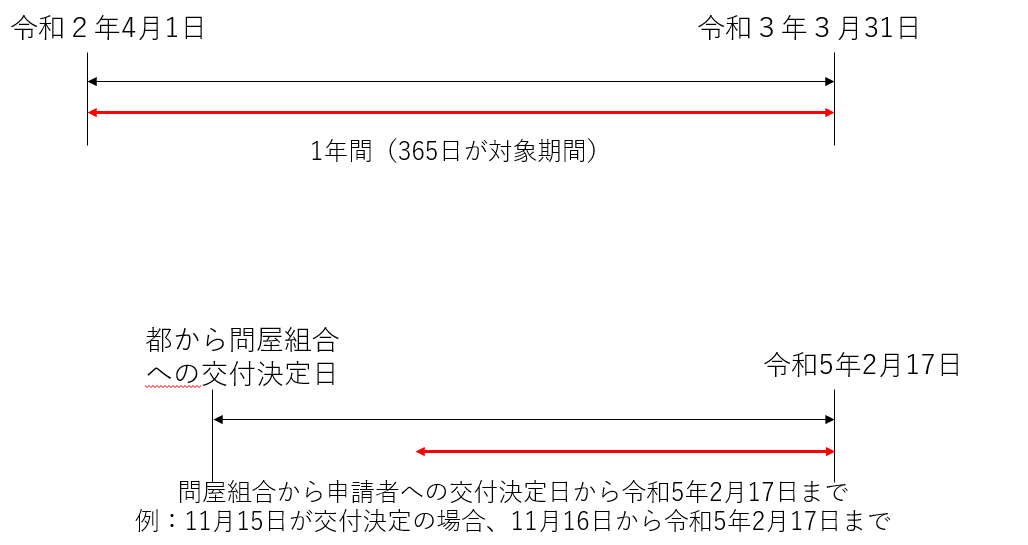 令和２年4月1日
令和３年３月31日
1年間（365日が対象期間）
都から問屋組合
への交付決定日
令和5年2月17日
問屋組合から申請者への交付決定日から令和5年2月17日まで
例：11月15日が交付決定の場合、11月16日から令和5年2月17日まで